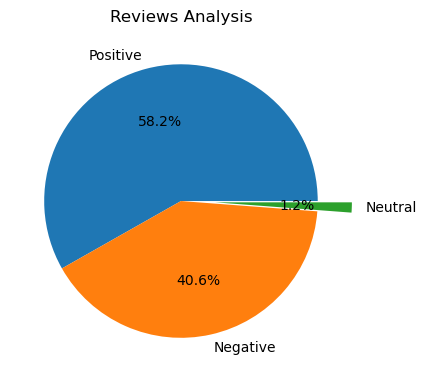 Reviews Analysis
Positive
58.2%
1.2%
Neutral
40.6%
Negative